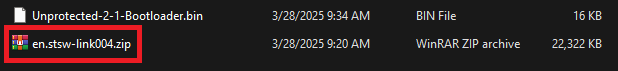 Unprotected-2-1-Bootloader.bin 3/28/2025 9:34 AM BIN File 16 KB
en.stsw-link004.zip 3/28/2025 9:20 AM WinRAR ZIP archive 22,322 KB